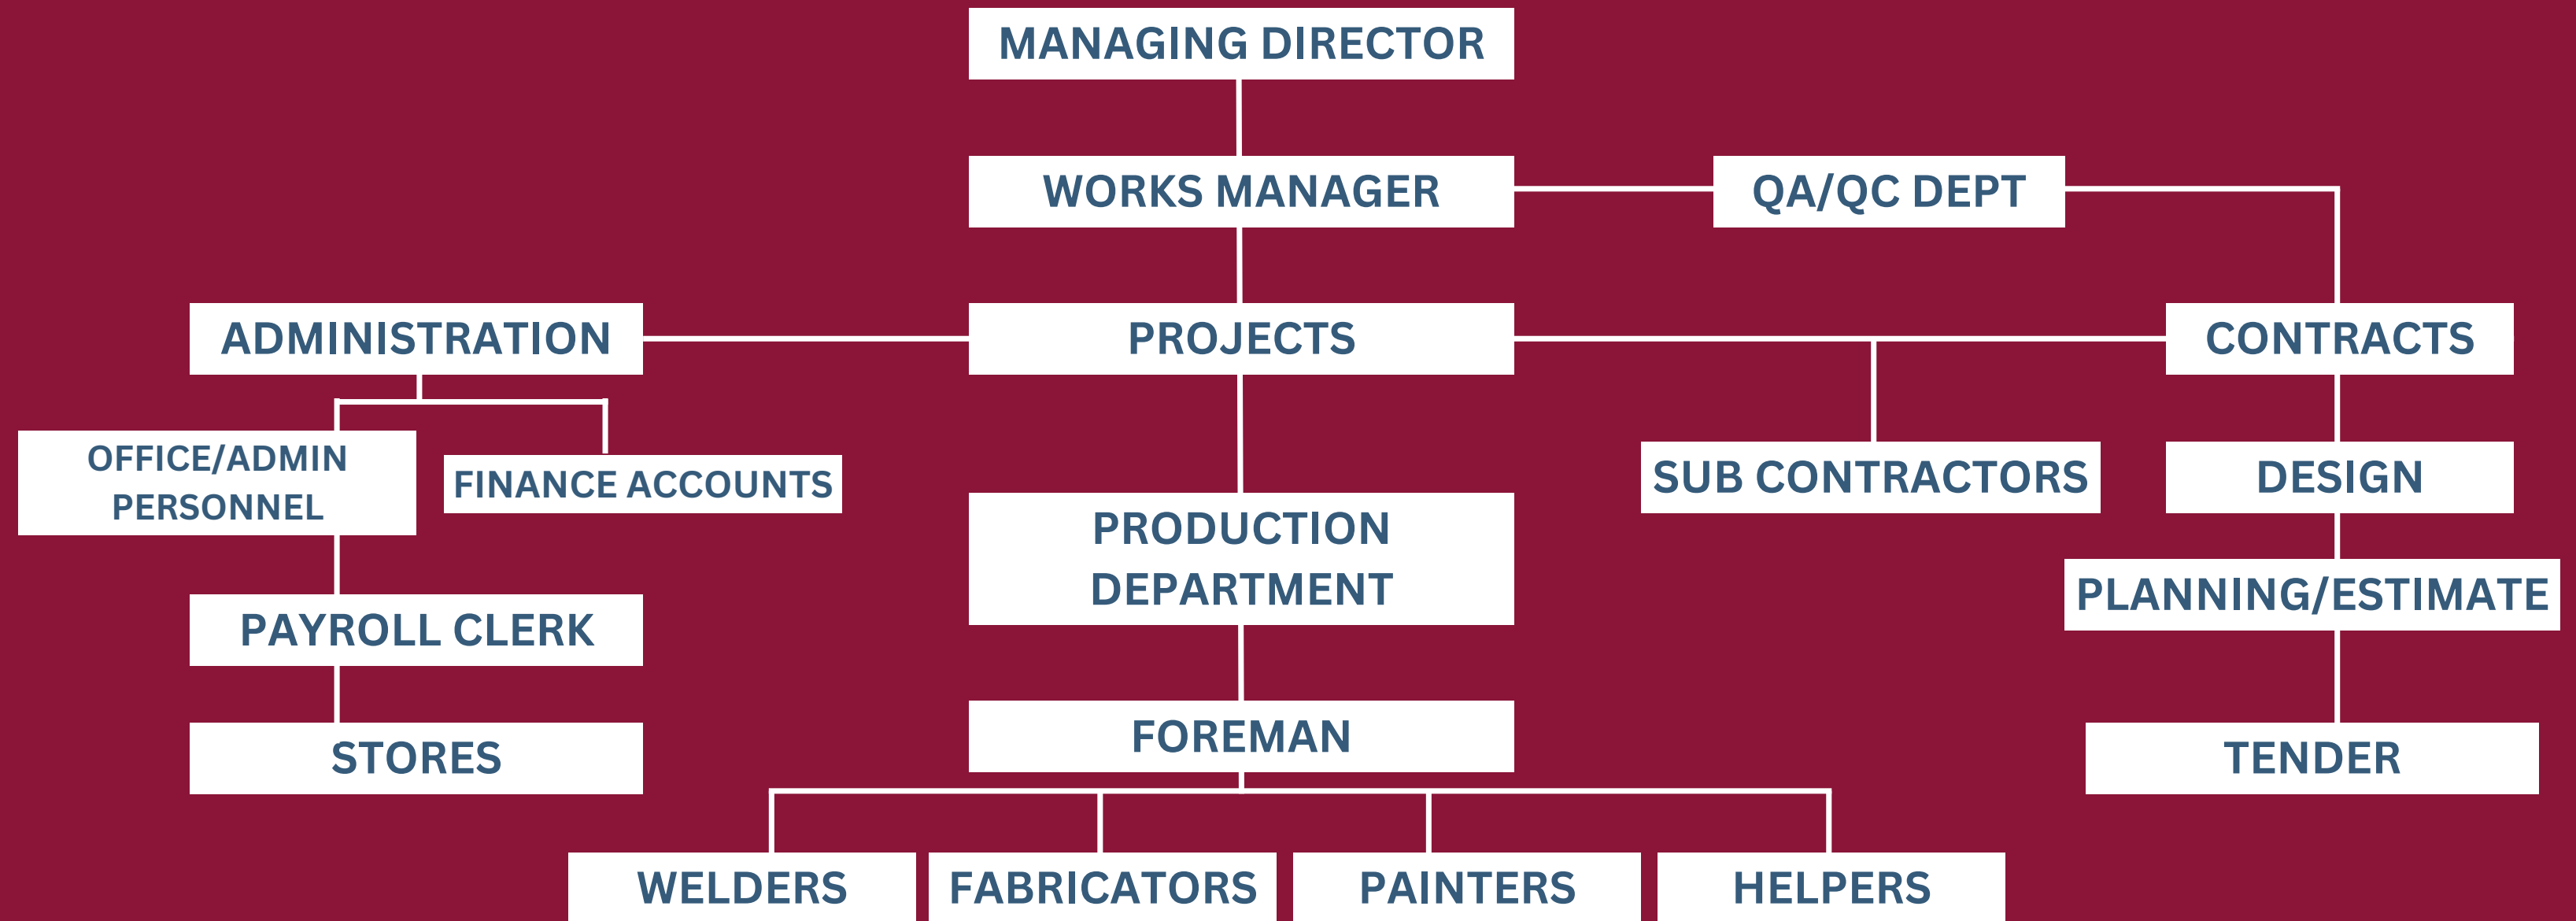 MANAGING DIRECTOR
WORKS MANAGER
QA/QC DEPT
ADMINISTRATION
PROJECTS
CONTRACTS
OFFICE/ADMIN
PERSONNEL
FINANCE ACCOUNTS
SUB CONTRACTORS
DESIGN
PRODUCTION
DEPARTMENT
PLANNING/ESTIMATE
PAYROLL CLERK
FOREMAN
STORES
TENDER
WELDERS
FABRICATORS
PAINTERS
HELPERS